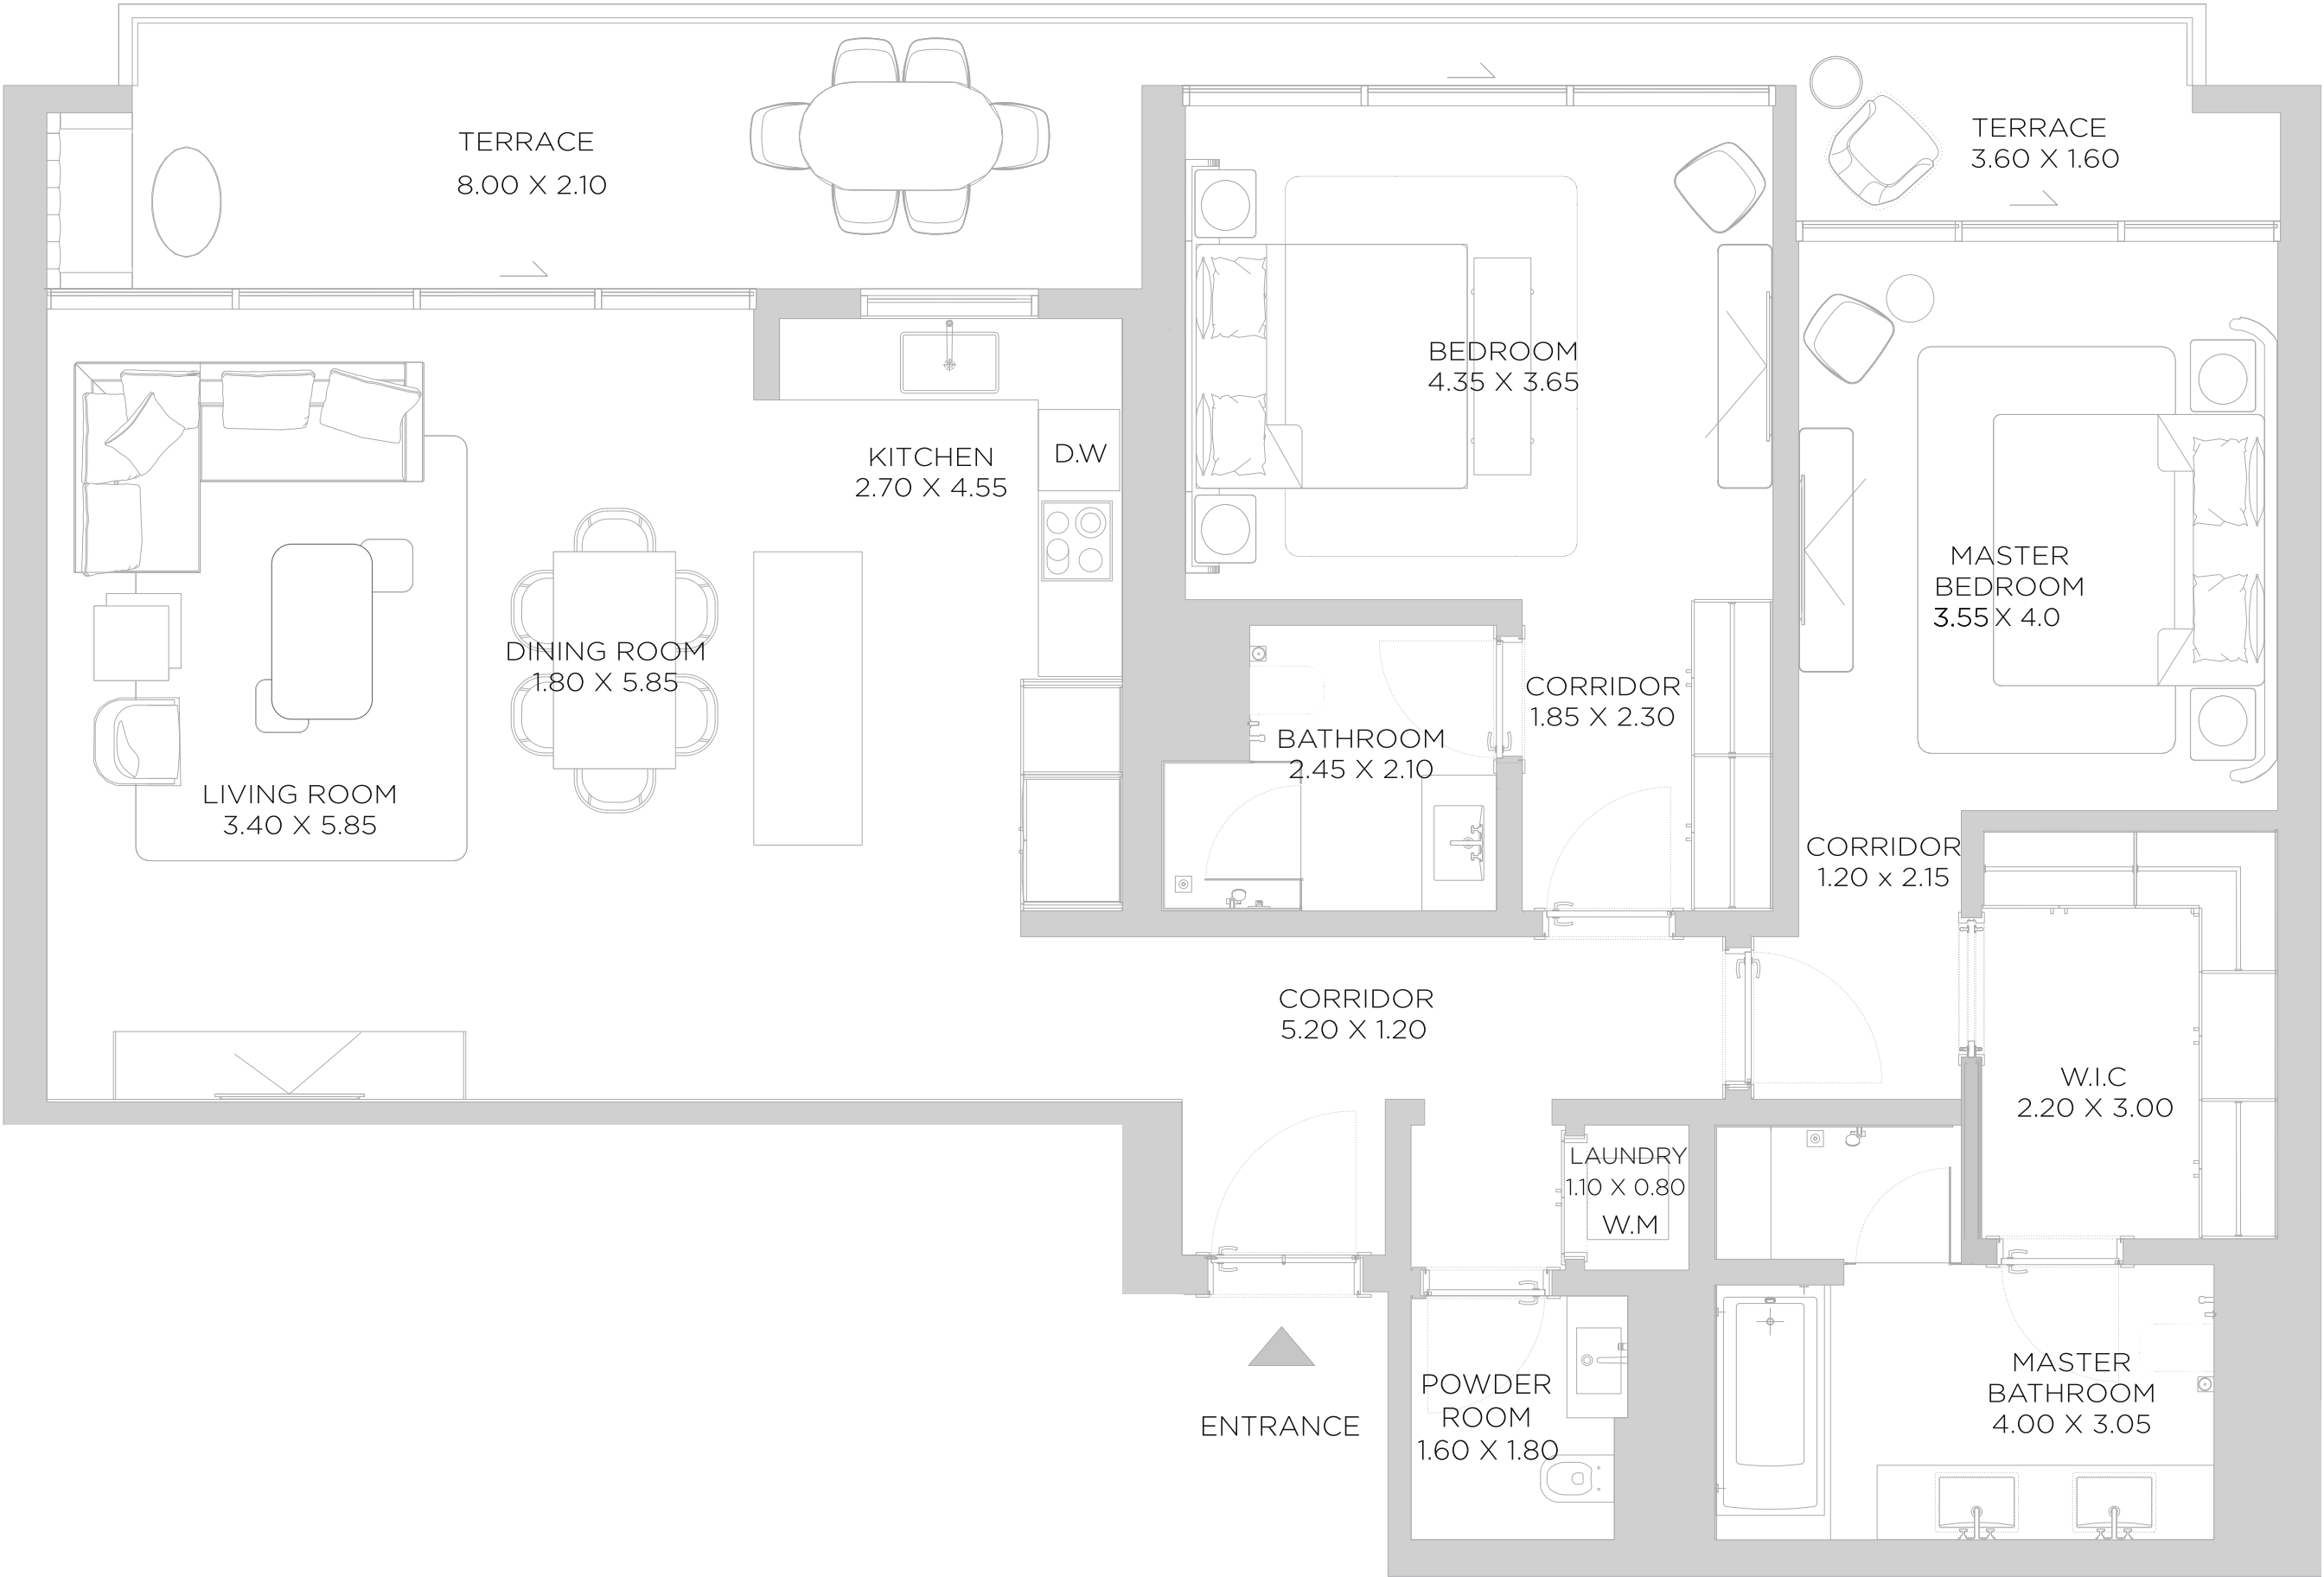 TERRACE
8.00 X 2.10
TERRACE
3.60 X 1.60
BEDROOM
4.35 X 3.65
KITCHEN
2.70 X 4.55
D.W
MASTER
BEDROOM
3.55 X 4.0
DINING ROOM
1.80 X 5.85
CORRIDOR
1.85 X 2.30
BATHROOM
2.45 X 2.10
LIVING ROOM
3.40 X 5.85
CORRIDOR
1.20 x 2.15
CORRIDOR
5.20 X 1.20
W.I.C
2.20 X 3.00
LAUNDRY
1.10 X 0.80
W.M
MASTER
BATHROOM
4.00 X 3.05
POWDER
ROOM
1.60 X 1.80
ENTRANCE